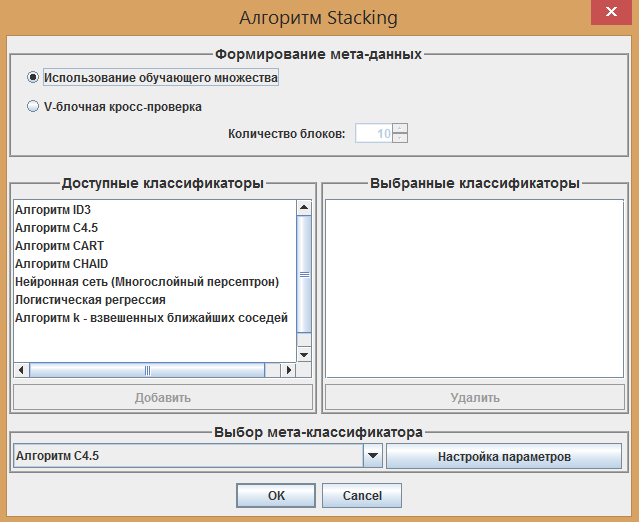 Алгоритм Stacking
Формирование мета-данных
Использование обучающего множества
V-блочная кросс-проверка
Количество блоков: 10
Доступные классификаторы
Алгоритм ID3
Алгоритм C4.5
Алгоритм CART
Алгоритм CHAID
Нейронная сеть (Многослойный персептрон)
Логистическая регрессия
Алгоритм k - взвешенных ближайших соседей
Добавить
Выбранные классификаторы
Удалить
Выбор мета-классификатора
Алгоритм C4.5
Настройка параметров
OK
Cancel